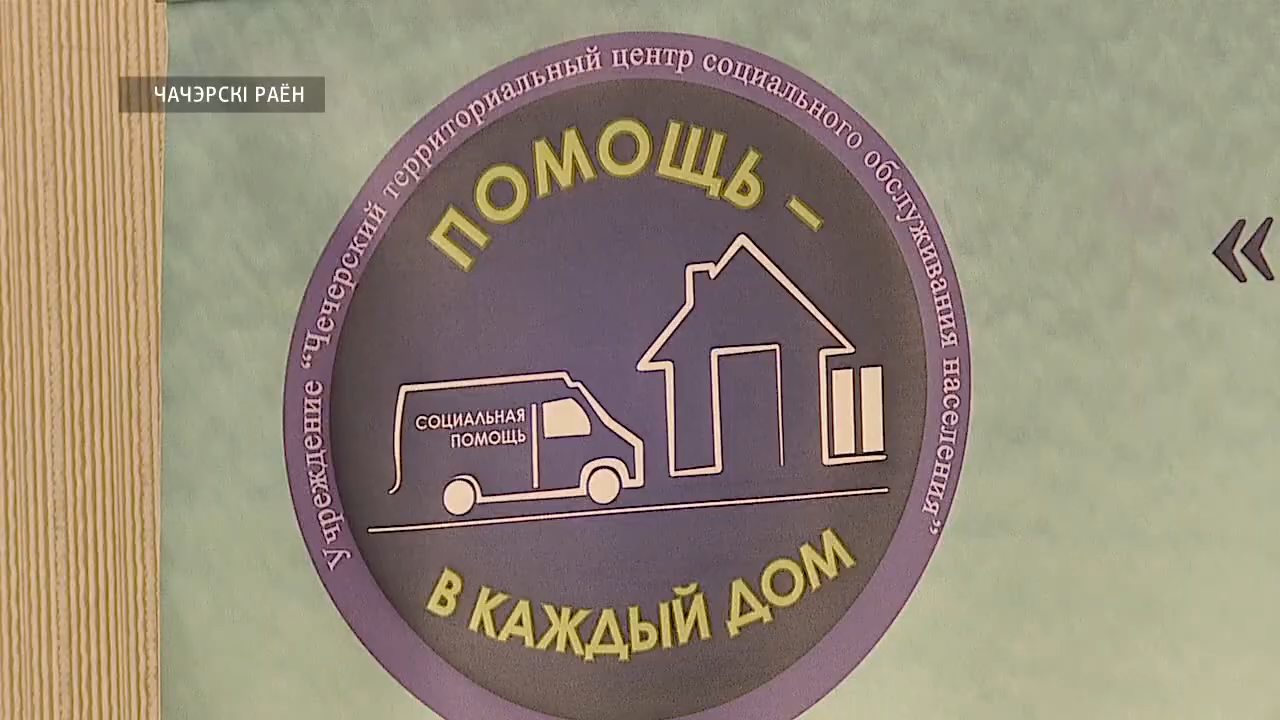 ЧАЧЭРСКІ РАЁН
Учреждение “Чечерский территориальный центр социального обслуживания населения”
ПОМОЩЬ –
СОЦИАЛЬНАЯ
ПОМОЩЬ
В КАЖДЫЙ ДОМ
«